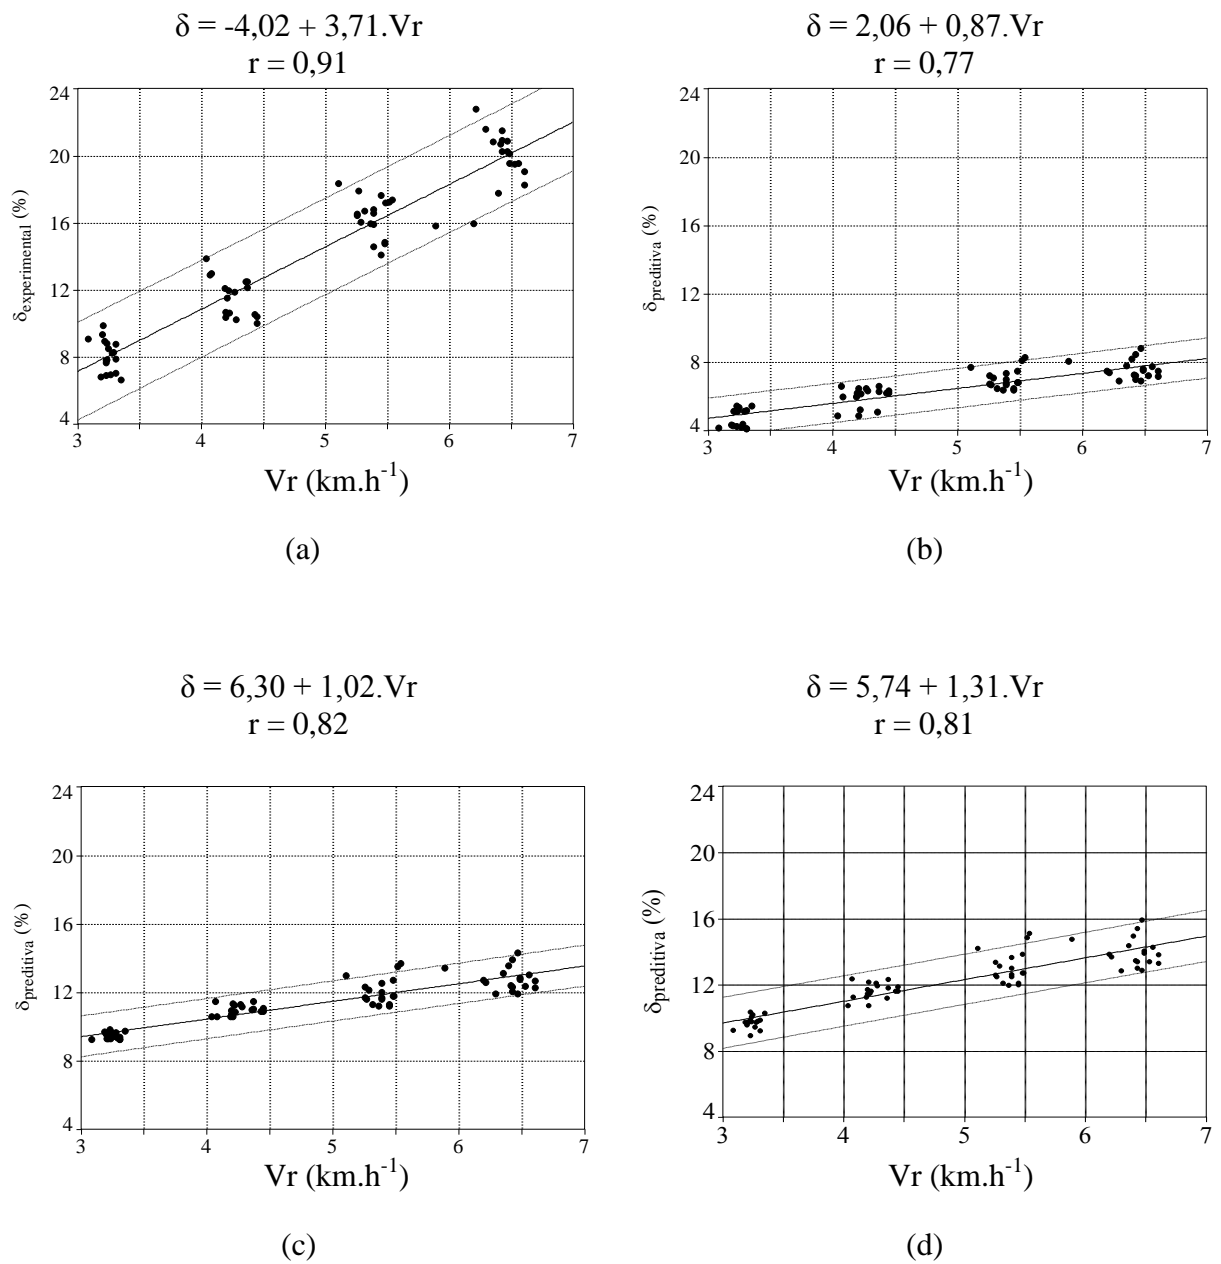 δ = -4,02 + 3,71.Vr
r = 0,91
24
20
16
12
8
4
δexperimental (%)
3 4 5 6 7
Vr (km.h-1)
(a)
δ = 2,06 + 0,87.Vr
r = 0,77
24
20
16
12
8
4
δpreditiva (%)
3 4 5 6 7
Vr (km.h-1)
(b)
δ = 6,30 + 1,02.Vr
r = 0,82
24
20
16
12
8
4
δpreditiva (%)
3 4 5 6 7
Vr (km.h-1)
(c)
δ = 5,74 + 1,31.Vr
r = 0,81
24
20
16
12
8
4
δpreditiva (%)
3 4 5 6 7
Vr (km.h-1)
(d)